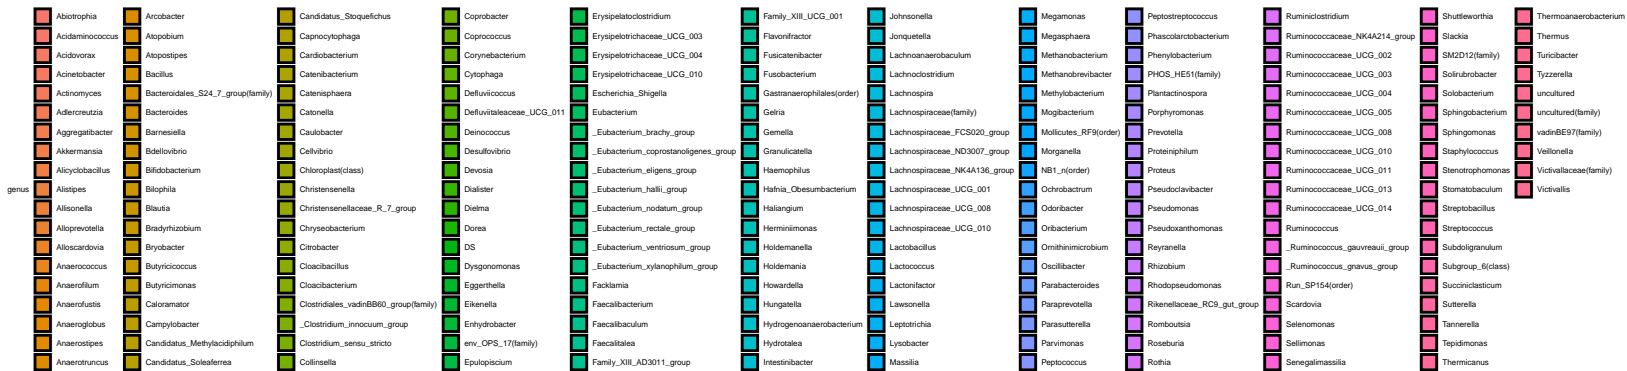 genus
Abiotrophia
Acidaminococcus
Acidovorax
Acinetobacter
Actinomyces
Adlercreutzia
Aggregatibacter
Akkermansia
Alicyclobacillus
Alistipes
Allisonella
Alloprevotella
Alloscardovia
Anaerococcus
Anaerofilum
Anaerofustis
Anaeroglobus
Anaerostipes
Anaerotruncus
Arcobacter
Atopobium
Atopostipes
Bacillus
Bacteroidales_S24_7_group(family)
Bacteroides
Barnesiella
Bdellovibrio
Bifidobacterium
Bilophila
Blautia
Bradyrhizobium
Bryobacter
Butyricicoccus
Butyricimonas
Caloramator
Campylobacter
Candidatus_Methylacidiphilum
Candidatus_Soleaferrea
Candidatus_Stoquefichus
Capnocytophaga
Cardiobacterium
Catenibacterium
Catenisphaera
Catonella
Caulobacter
Cellvibrio
Chloroplast(class)
Christensenella
Christensenellaceae_R_7_group
Chryseobacterium
Citrobacter
Cloacibacillus
Cloacibacterium
Clostridiales_vadinBB60_group(family)
_Clostridium_innocuum_group
Clostridium_sensu_stricto
Collinsella
Coprobacter
Coprococcus
Corynebacterium
Cytophaga
Defluviicoccus
Defluviitaleaceae_UCG_011
Deinococcus
Desulfovibrio
Devosia
Dialister
Dielma
Dorea
DS
Dysgonomonas
Eggerthella
Eikenella
Enhydrobacter
env_OPS_17(family)
Epulopiscium
Erysipelatoclostridium
Erysipelotrichaceae_UCG_003
Erysipelotrichaceae_UCG_004
Erysipelotrichaceae_UCG_010
Escherichia_Shigella
Eubacterium
_Eubacterium_brachy_group
_Eubacterium_coprostanoligenes_group
_Eubacterium_eligens_group
_Eubacterium_hallii_group
_Eubacterium_nodatum_group
_Eubacterium_rectale_group
_Eubacterium_ventriosum_group
_Eubacterium_xylanophilum_group
Facklamia
Faecalibacterium
Faecalibaculum
Faecalitalea
Family_XIII_AD3011_group
Family_XIII_UCG_001
Flavonifractor
Fusicatenibacter
Fusobacterium
Gastranaerophilales(order)
Gelria
Gemella
Granulicatella
Haemophilus
Hafnia_Obesumbacterium
Haliangium
Herminiimonas
Holdemanella
Holdemania
Howardella
Hungatella
Hydrogenoanaerobacterium
Hydrotalea
Intestinibacter
Johnsonella
Jonquetella
Lachnoanaerobaculum
Lachnoclostridium
Lachnospira
Lachnospiraceae(family)
Lachnospiraceae_FCS020_group
Lachnospiraceae_ND3007_group
Lachnospiraceae_NK4A136_group
Lachnospiraceae_UCG_001
Lachnospiraceae_UCG_008
Lachnospiraceae_UCG_010
Lactobacillus
Lactococcus
Lactonifactor
Lawsonella
Leptotrichia
Lysobacter
Massilia
Megamonas
Megasphaera
Methanobacterium
Methanobrevibacter
Methylobacterium
Mogibacterium
Mollicutes_RF9(order)
Morganella
NB1_n(order)
Ochrobactrum
Odoribacter
Oribacterium
Ornithinimicrobium
Oscillibacter
Parabacteroides
Paraprevotella
Parasutterella
Parvimonas
Peptococcus
Peptostreptococcus
Phascolarctobacterium
Phenylobacterium
PHOS_HE51(family)
Plantactinospora
Porphyromonas
Prevotella
Proteiniphilum
Proteus
Pseudoclavibacter
Pseudomonas
Pseudoxanthomonas
Reyranella
Rhizobium
Rhodopseudomonas
Rikenellaceae_RC9_gut_group
Romboutsia
Roseburia
Rothia
Ruminiclostridium
Ruminococcaceae_NK4A214_group
Ruminococcaceae_UCG_002
Ruminococcaceae_UCG_003
Ruminococcaceae_UCG_004
Ruminococcaceae_UCG_005
Ruminococcaceae_UCG_008
Ruminococcaceae_UCG_010
Ruminococcaceae_UCG_011
Ruminococcaceae_UCG_013
Ruminococcaceae_UCG_014
Ruminococcus
_Ruminococcus_gauvreauii_group
_Ruminococcus_gnavus_group
Run_SP154(order)
Scardovia
Selenomonas
Sellimonas
Senegalimassilia
Shuttleworthia
Slackia
SM2D12(family)
Solirubrobacter
Solobacterium
Sphingobacterium
Sphingomonas
Staphylococcus
Stenotrophomonas
Stomatobaculum
Streptobacillus
Streptococcus
Subdoligranulum
Subgroup_6(class)
Succiniclasticum
Sutterella
Tannerella
Tepidimonas
Thermicanus
Thermoanaerobacterium
Thermus
Turicibacter
Tyzzerella
uncultured
uncultured(family)
vadinBE97(family)
Veillonella
Victivallaceae(family)
Victivallis